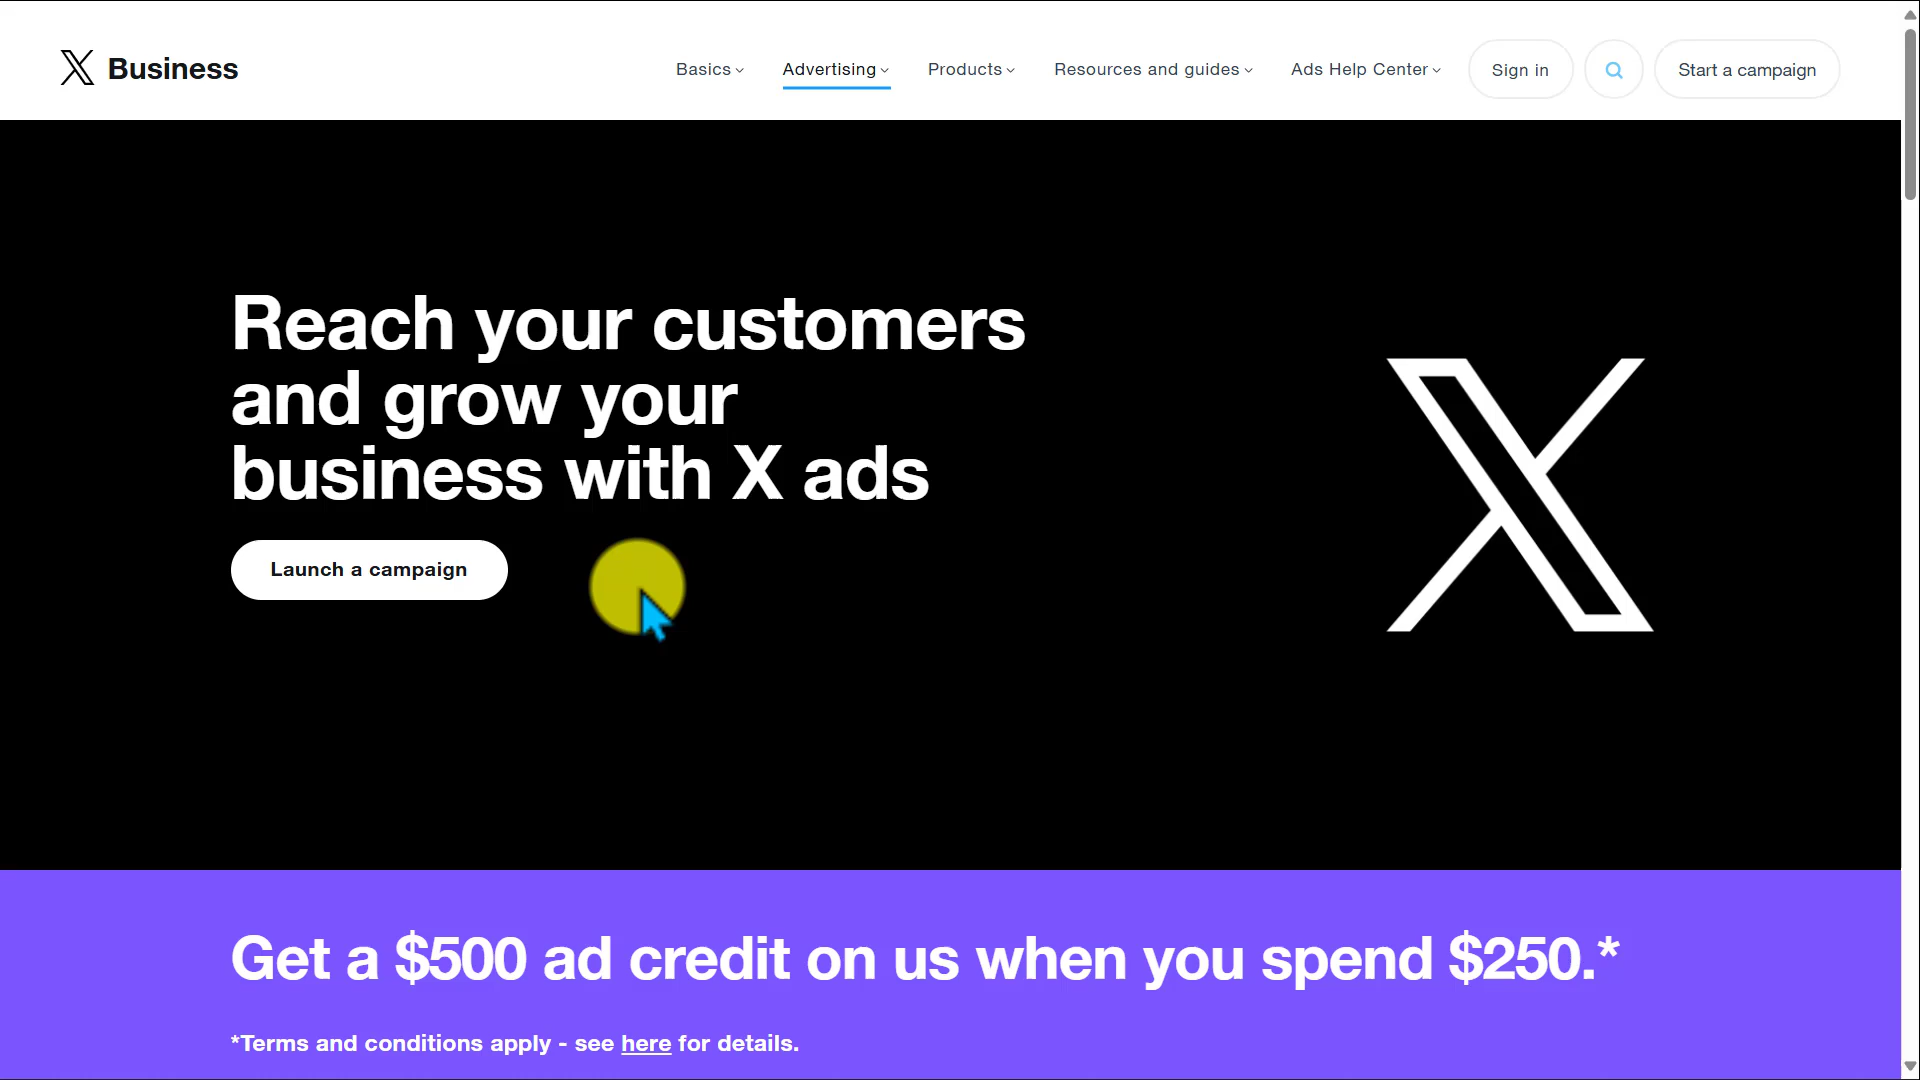 Business
Basics
Advertising
Products
Resources and guides
Ads Help Center
Sign in
Start a campaign
Reach your customers
and grow your
business with X ads
Launch a campaign
Get a $500 ad credit on us when you spend $250.*
*Terms and conditions apply - see here for details.